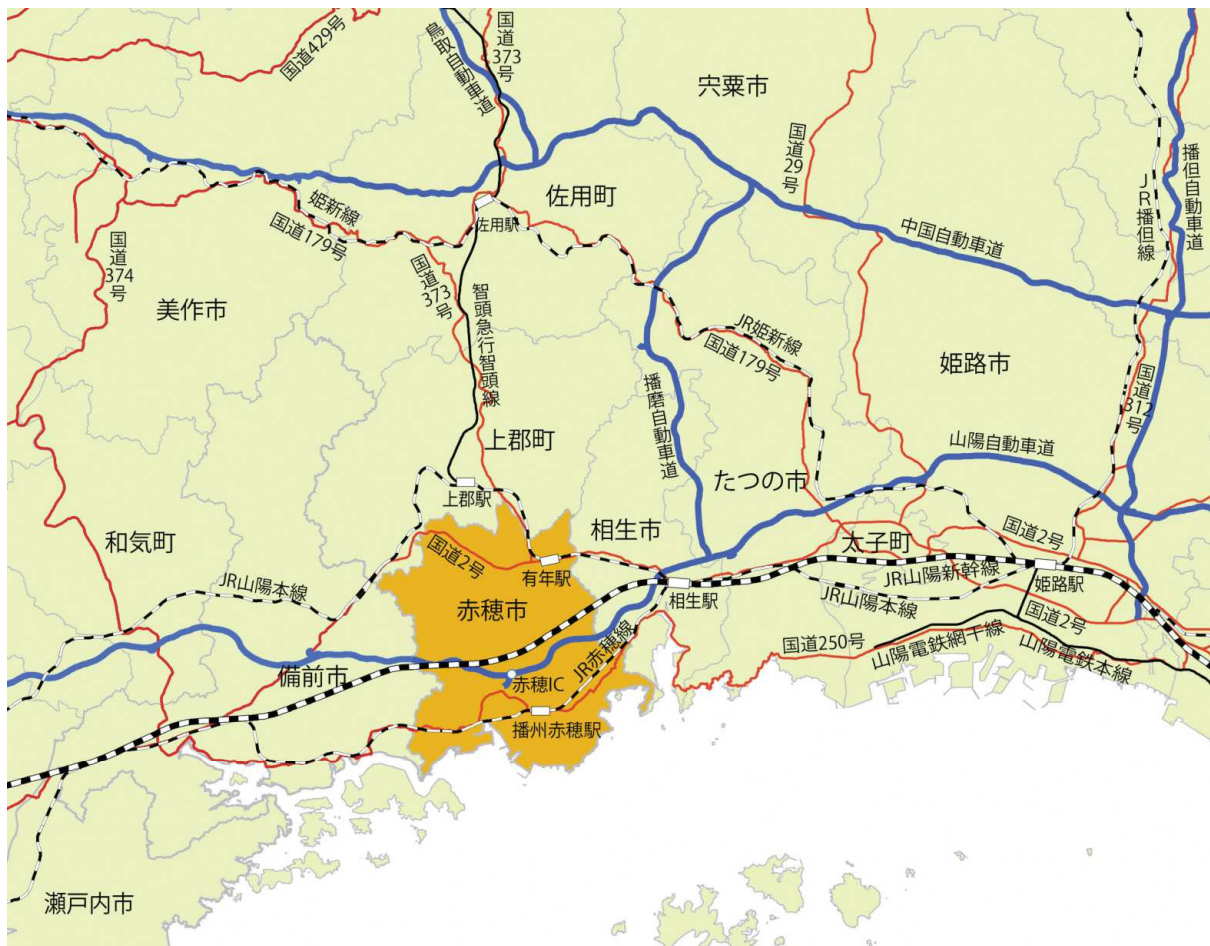 国道429号
鳥取自動車道
国道373号
宍粟市
国道29号
播但自動車道
JR播但線
姫新線
国道179号
佐用駅
佐用町
中国自動車道
国道374号
国道373号
美作市
智頭急行智頭線
JR姫新線
国道179号
姫路市
播磨自動車道
国道312号
上郡町
山陽自動車道
たつの市
上郡駅
和気町
国道2号
相生市
太子町
国道2号
有年駅
JR山陽本線
JR山陽新幹線
姫路駅
赤穂市
相生駅
JR山陽本線
国道2号
JR赤穂線
国道250号
山陽電鉄網干線
山陽電鉄本線
備前市
赤穂IC
播州赤穂駅
瀬戸内市